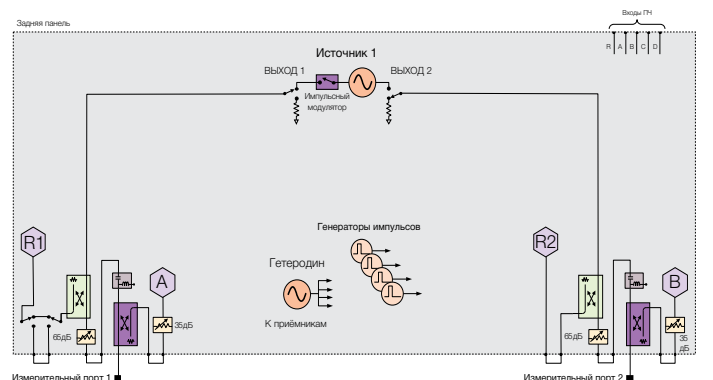 Входы ПЧ
Задняя панель
R A B C D
Источник 1
ВЫХОД 1
ВЫХОД 2
Импульсный
модулятор
Генераторы импульсов
R1
R2
Гетеродин
A
B
К приёмникам
65дБ
35дБ
65дБ
35
дБ
Измерительный порт 1
Измерительный порт 2